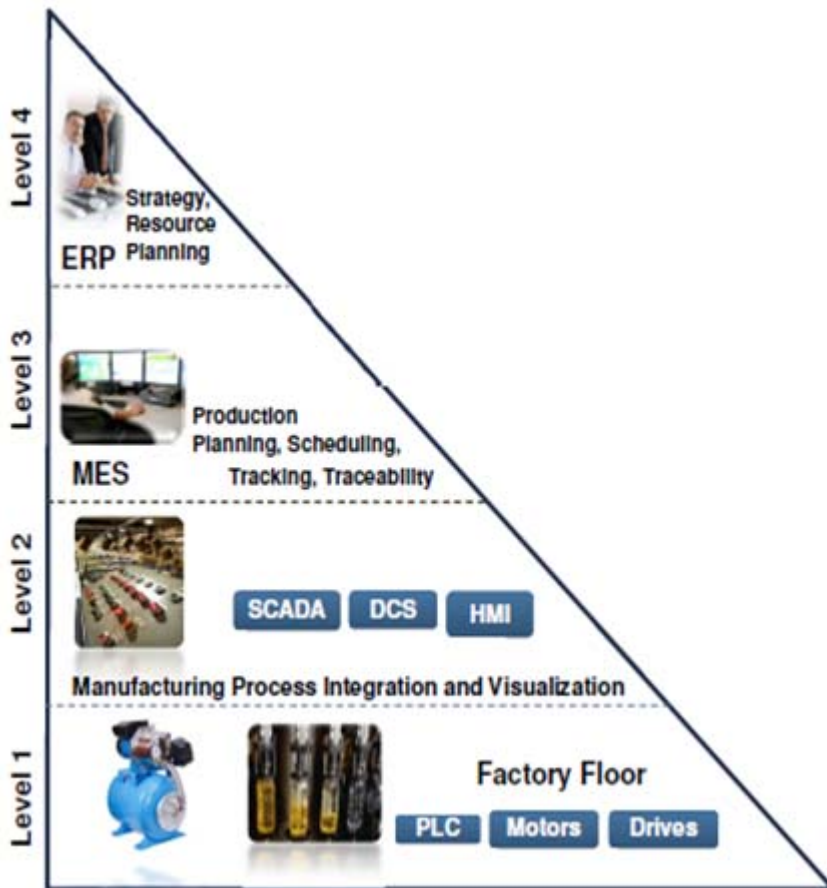 Level 4
Strategy,
Resource
Planning
ERP
Level 3
Production
Planning, Scheduling,
Tracking, Traceability
MES
Level 2
SCADA
DCS
HMI
Manufacturing Process Integration and Visualization
Level 1
Factory Floor
PLC
Motors
Drives